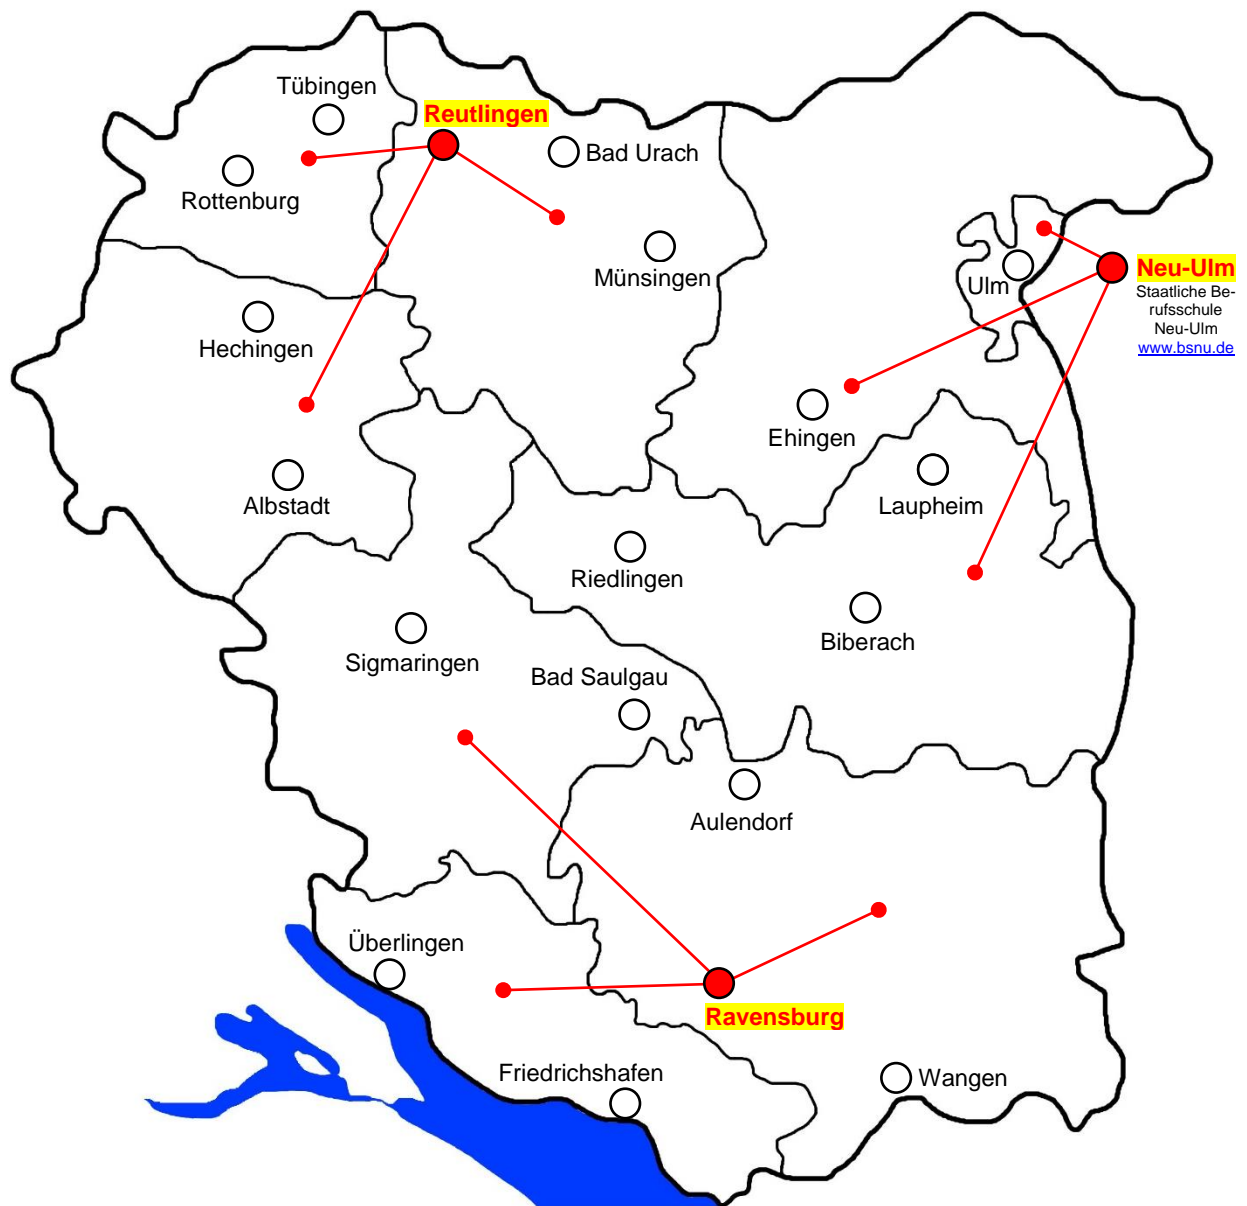 Tübingen
Reutlingen
Bad Urach
Rottenburg
Münsingen
Ulm
Neu-Ulm
Staatliche Be-
rufsschule
Neu-Ulm
www.bsnu.de
Hechingen
Ehingen
Albstadt
Laupheim
Riedlingen
Biberach
Sigmaringen
Bad Saulgau
Aulendorf
Überlingen
Ravensburg
Friedrichshafen
Wangen